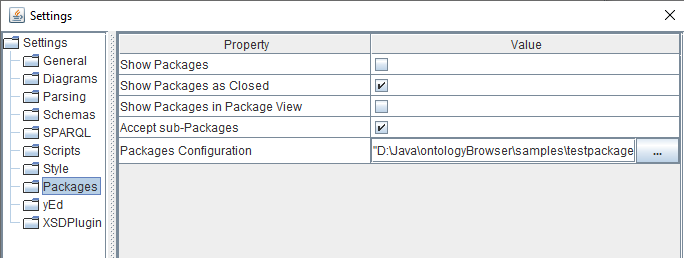 Settings
Settings
General
Diagrams
Parsing
Schemas
SPARQL
Scripts
Style
Packages
yEd
XSDPlugin
Property Value
Show Packages
Show Packages as Closed
Show Packages in Package View
Accept sub-Packages
Packages Configuration "D:\Java\ontologyBrowser\samples\testpackage ...